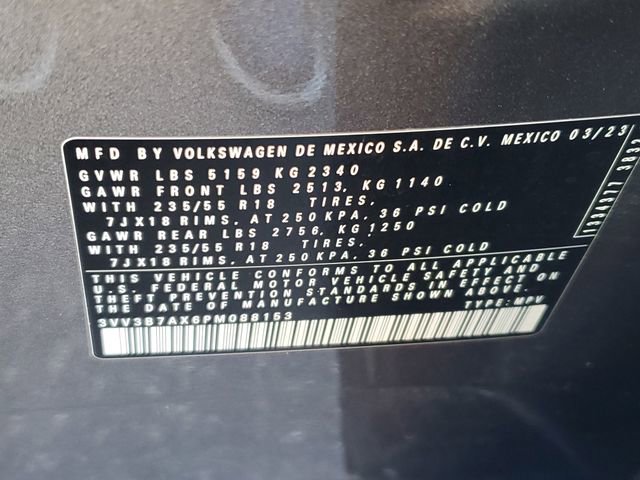 MFD BY VOLKSWAGEN DE MEXICO S.A. DE C.V. MEXICO 03/23
GVWR LBS 5159 KG 2340
GAWR FRONT LBS 2513, KG 1140
WITH 235/55 R18 TIRES,
7JX18 RIMS, AT 250 KPA, 36 PSI COLD
GAWR REAR LBS 2756, KG 1250
WITH 235/55 R18 TIRES,
7JX18 RIMS, AT 250 KPA, 36 PSI COLD
THIS VEHICLE CONFORMS TO ALL APPLICABLE
U.S. FEDERAL MOTOR VEHICLE SAFETY AND
THEFT PREVENTION STANDARDS IN EFFECT ON
THE DATE OF MANUFACTURE SHOWN ABOVE.
3VV3B7AX6PM088153 TYPE: MPV